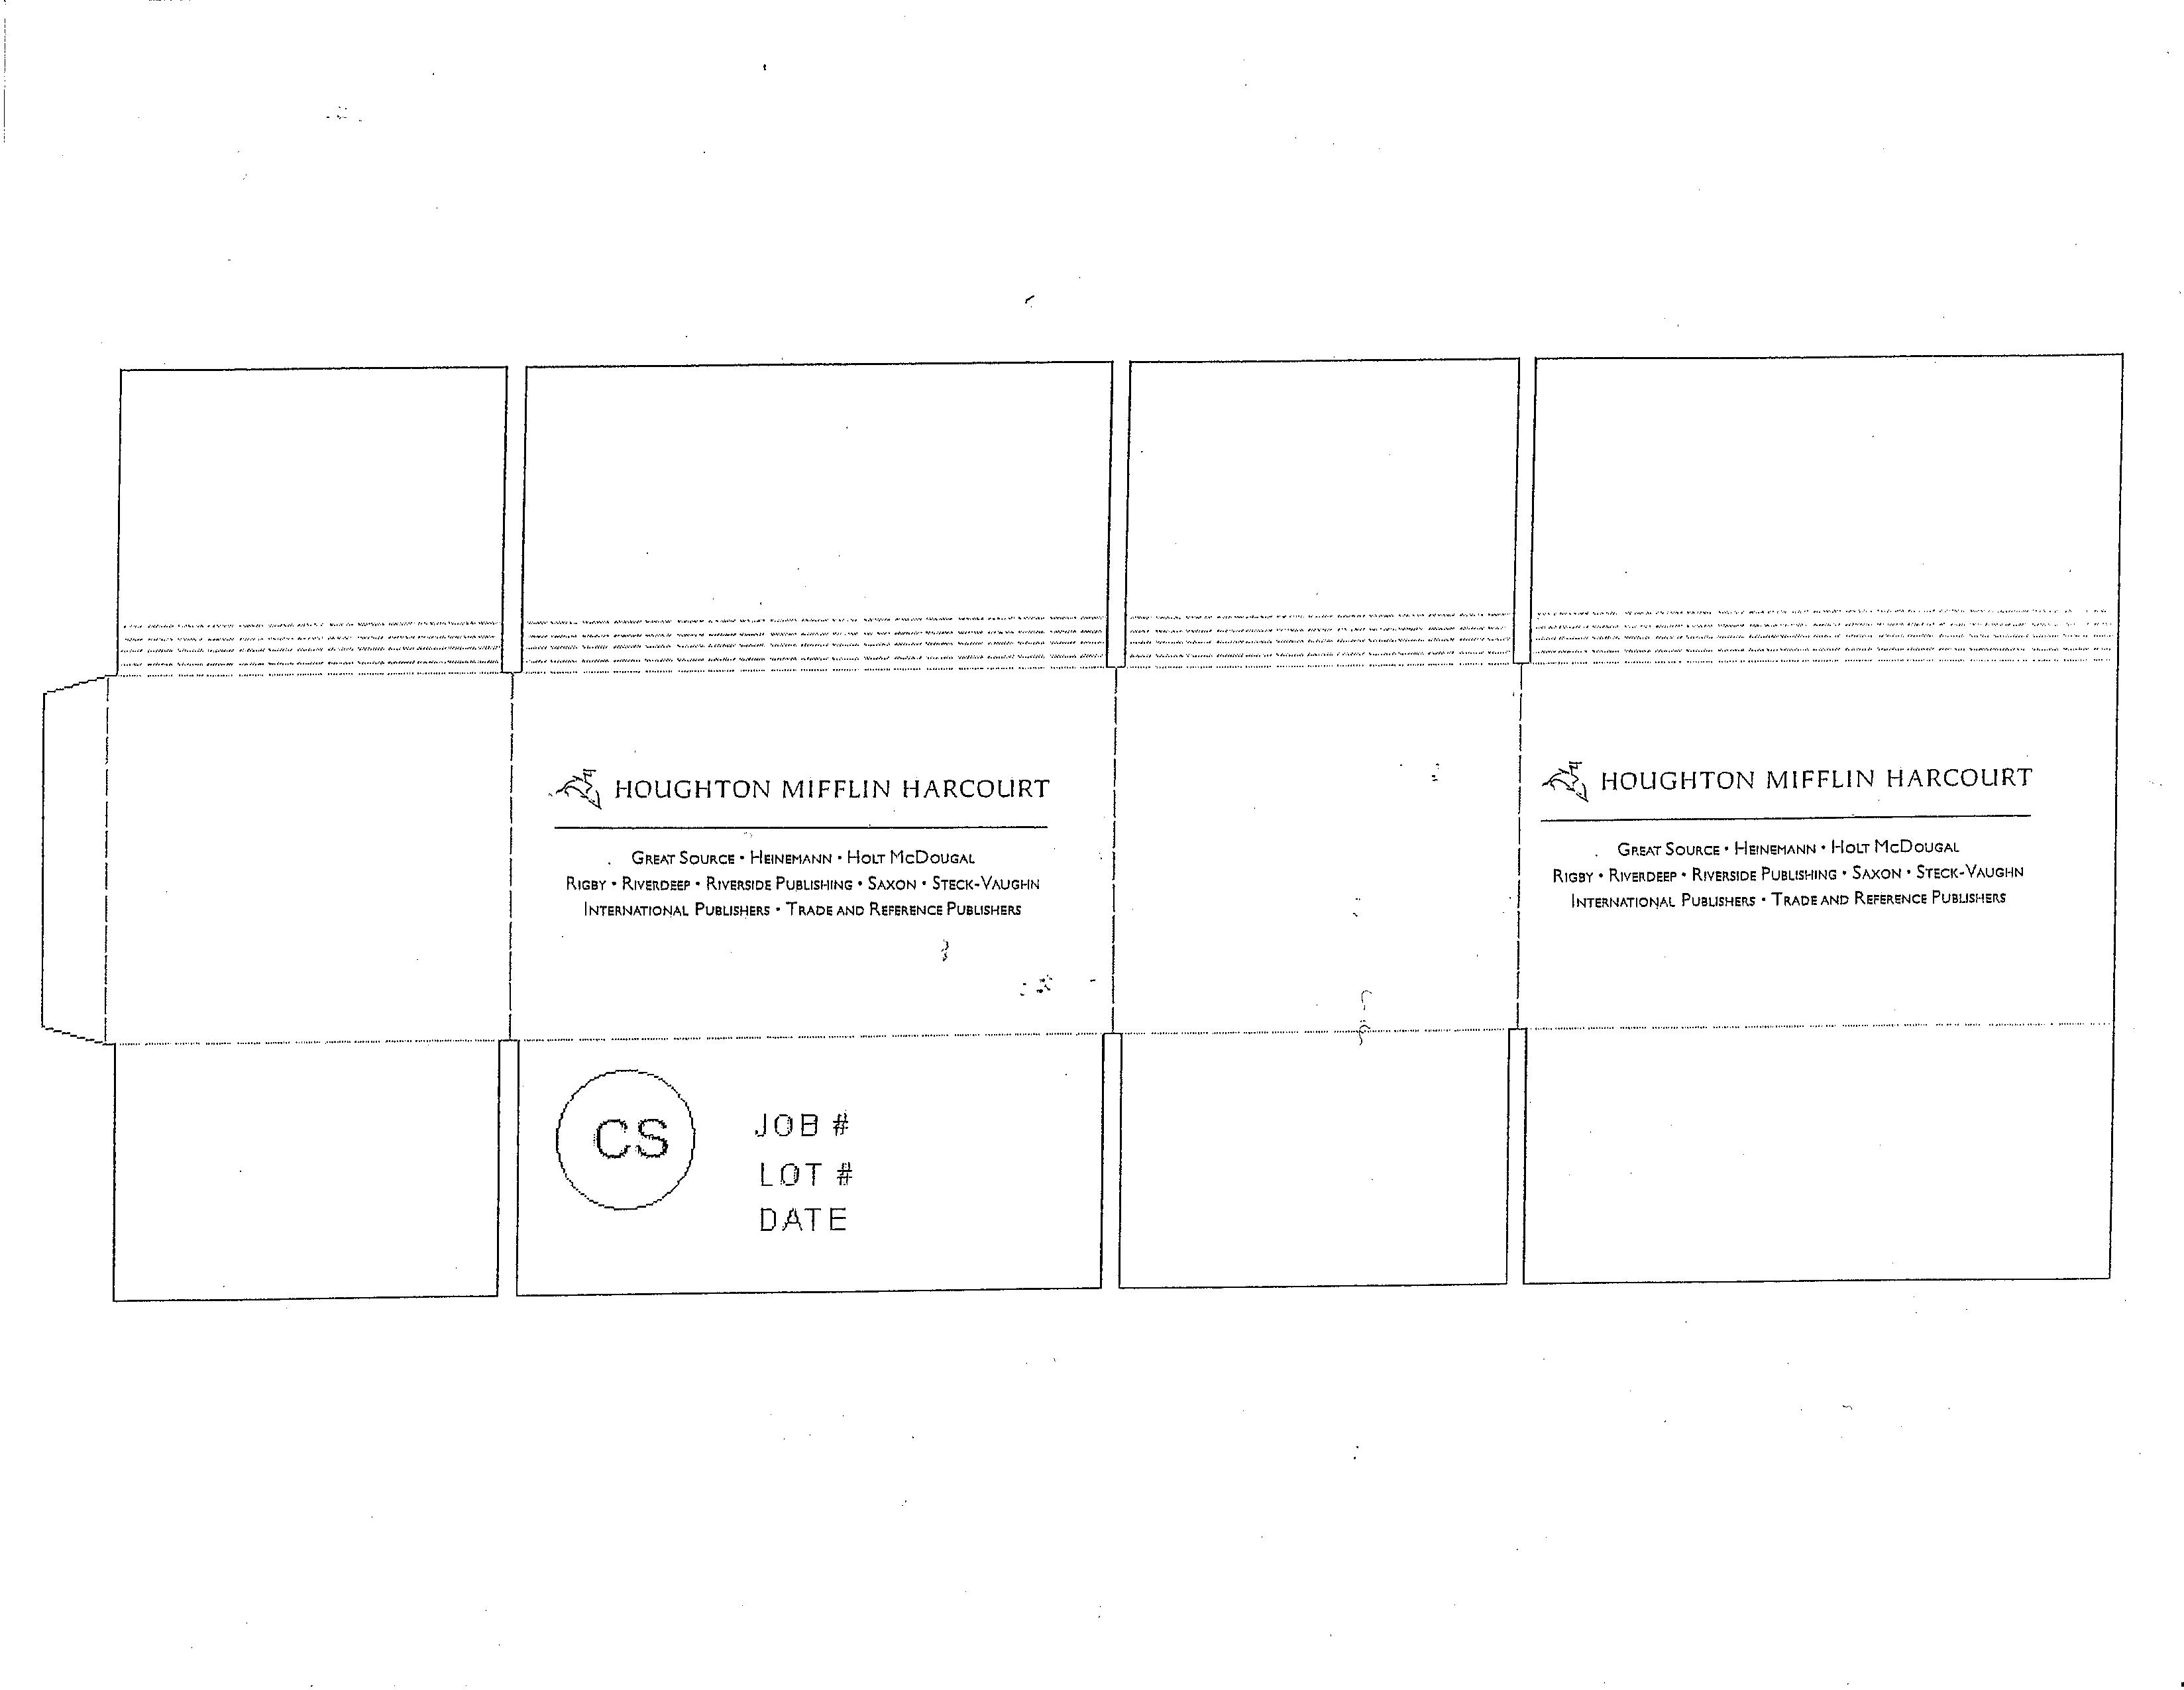 HOUGHTON MIFFLIN HARCOURT
GREAT SOURCE • HEINEMANN • HOLT MCDOUGAL
RIGBY • RIVERDEEP • RIVERSIDE PUBLISHING • SAXON • STECK-VAUGHN
INTERNATIONAL PUBLISHERS • TRADE AND REFERENCE PUBLISHERS
HOUGHTON MIFFLIN HARCOURT
GREAT SOURCE • HEINEMANN • HOLT MCDOUGAL
RIGBY • RIVERDEEP • RIVERSIDE PUBLISHING • SAXON • STECK-VAUGHN
INTERNATIONAL PUBLISHERS • TRADE AND REFERENCE PUBLISHERS
CS
JOB #
LOT #
DATE